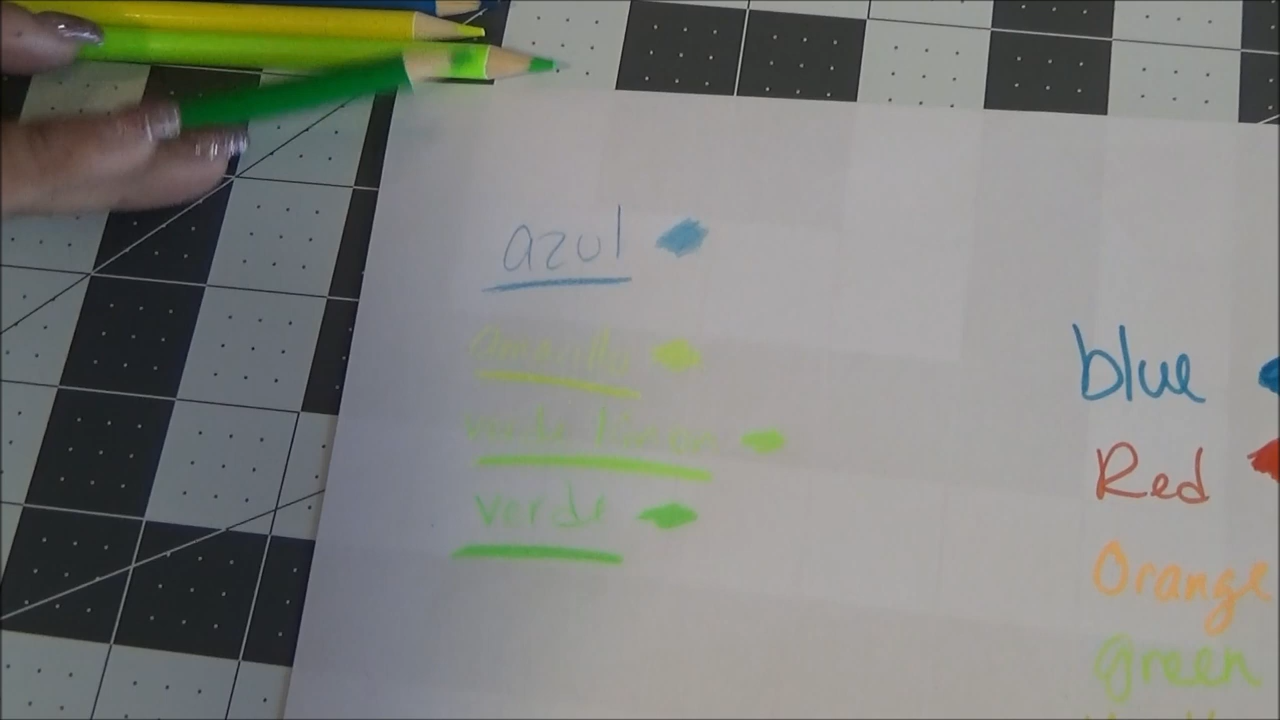 azul
amarillo
verde limon
verde
blue
Red
Orange
green